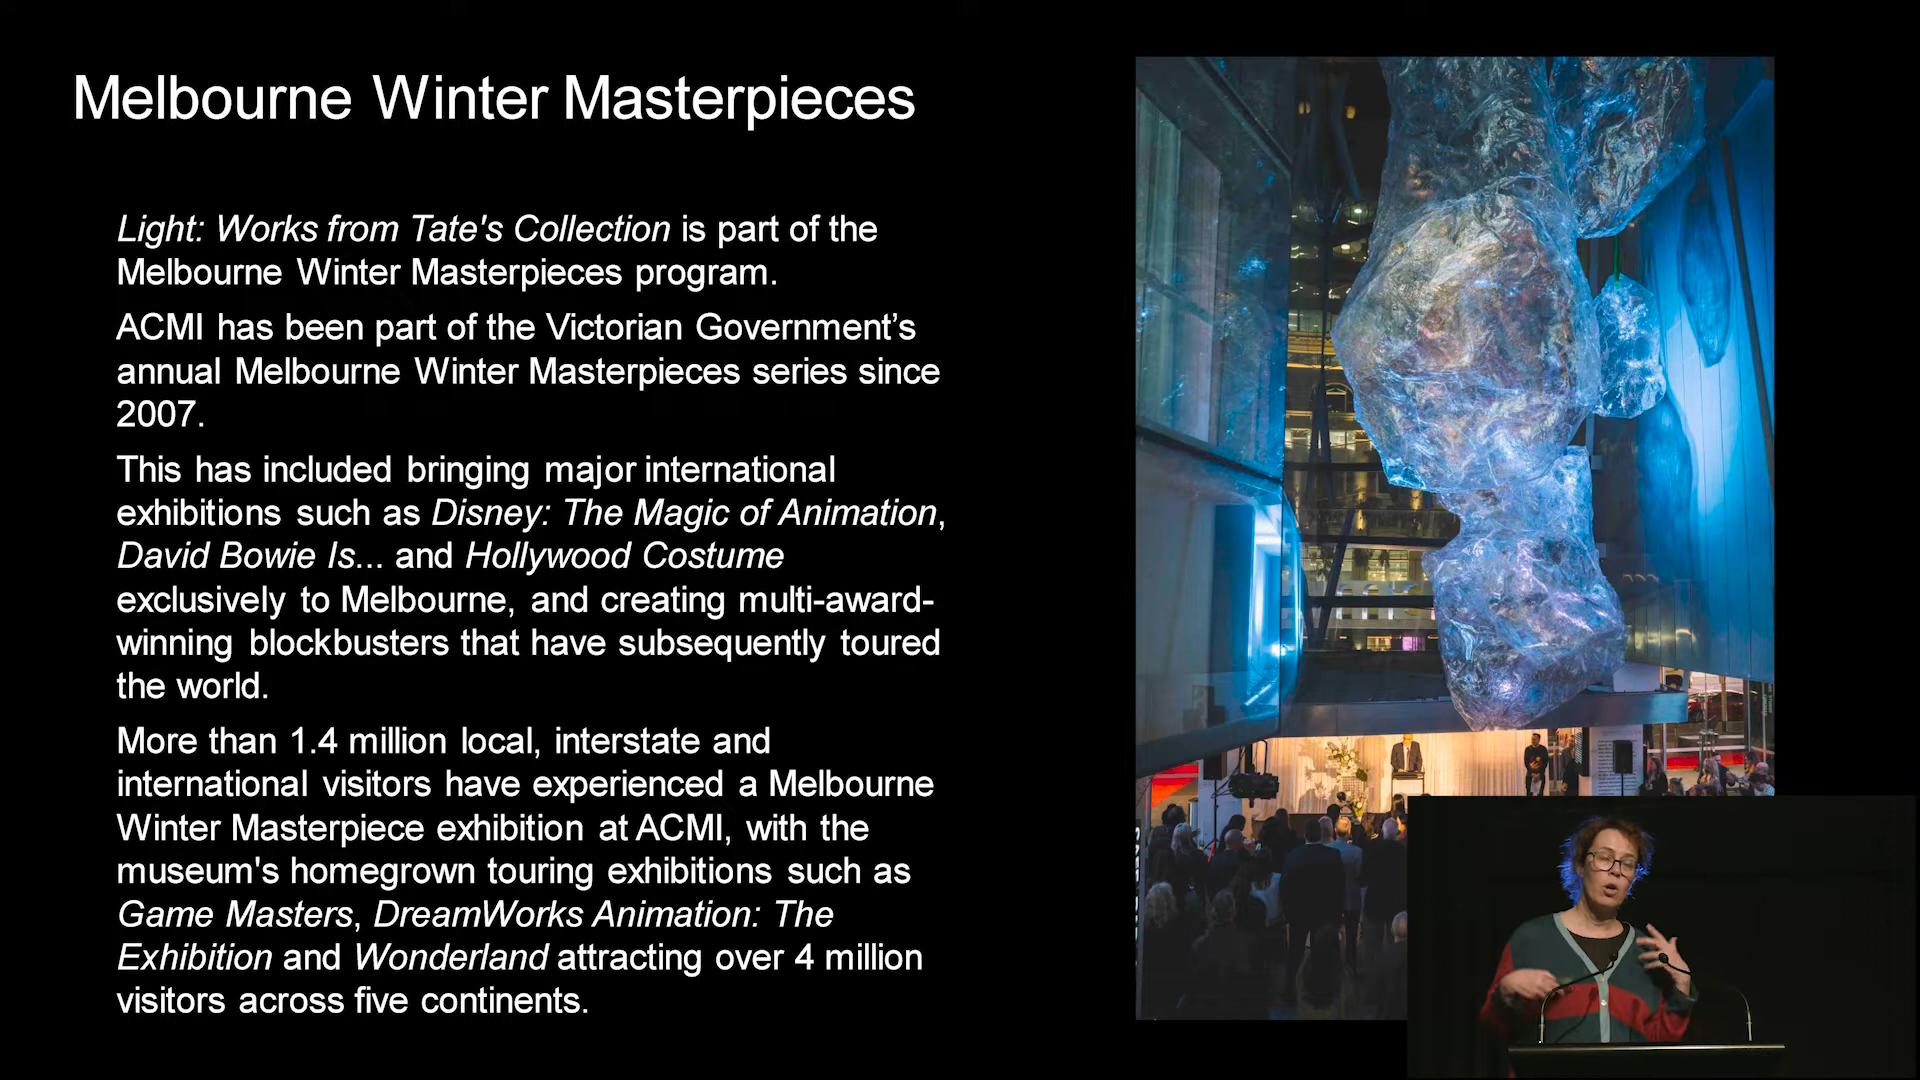 Melbourne Winter Masterpieces
Light: Works from Tate's Collection is part of the
Melbourne Winter Masterpieces program.
ACMI has been part of the Victorian Government’s
annual Melbourne Winter Masterpieces series since
2007.
This has included bringing major international
exhibitions such as Disney: The Magic of Animation,
David Bowie Is... and Hollywood Costume
exclusively to Melbourne, and creating multi-award-
winning blockbusters that have subsequently toured
the world.
More than 1.4 million local, interstate and
international visitors have experienced a Melbourne
Winter Masterpiece exhibition at ACMI, with the
museum's homegrown touring exhibitions such as
Game Masters, DreamWorks Animation: The
Exhibition and Wonderland attracting over 4 million
visitors across five continents.